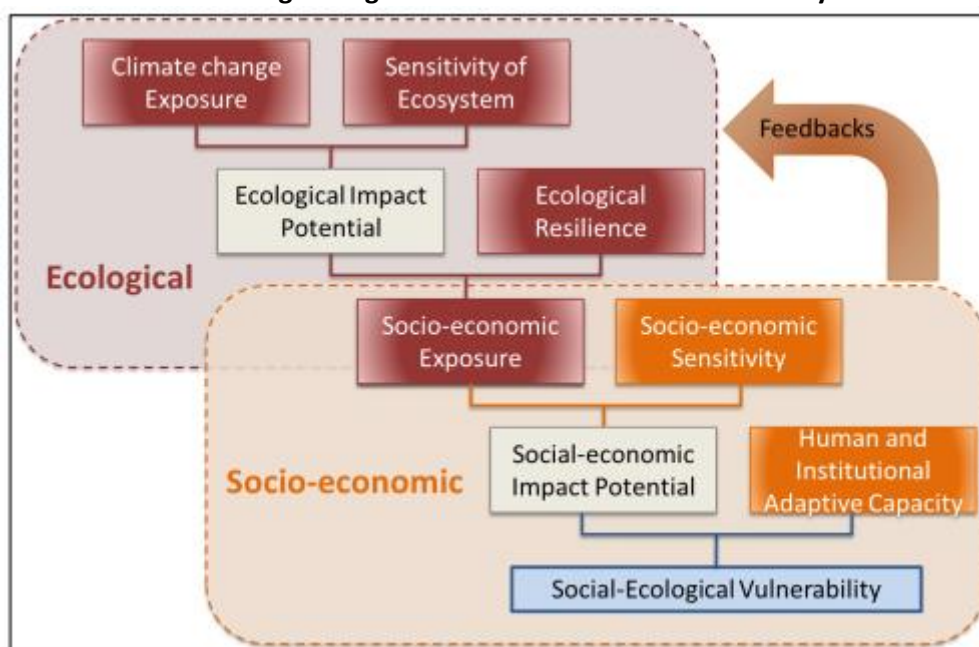 Climate change
Exposure
Sensitivity of
Ecosystem
Feedbacks
Ecological Impact
Potential
Ecological
Resilience
Ecological
Socio-economic
Exposure
Socio-economic
Sensitivity
Social-economic
Impact Potential
Human and
Institutional
Adaptive Capacity
Socio-economic
Social-Ecological Vulnerability